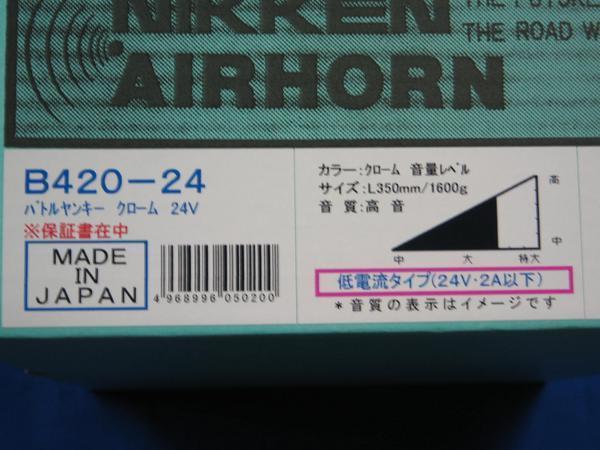 NIKKEN
AIRHORN
THE FUTURE
THE ROAD W
B420-24
バトルヤンキー クローム 24V
※保証書在中
MADE
IN
JAPAN
4 968996 050200
カラー:クローム 音量レベル
サイズ:L350mm/1600g
音 質:高 音
高
中
中 大 特大
低電流タイプ(24V・2A以下)
*音質の表示はイメージです